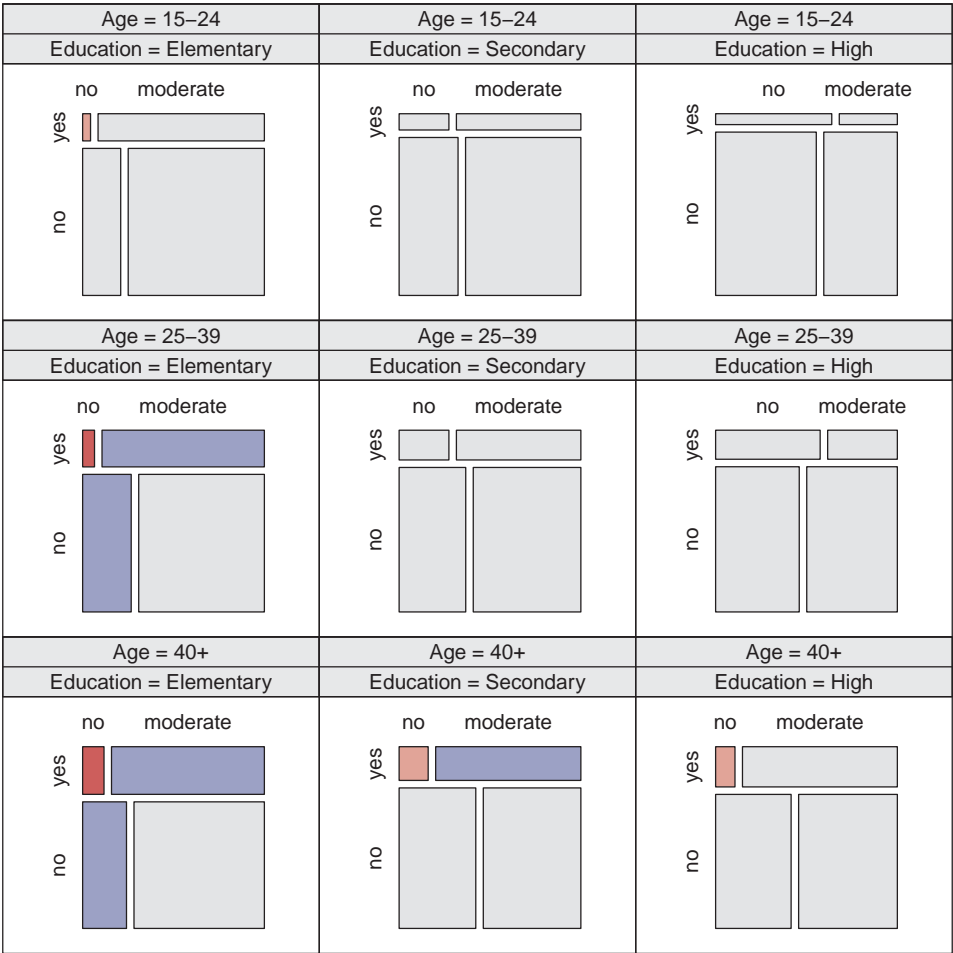 Age = 15–24
Education = Elementary
no moderate
yes
no
Age = 15–24
Education = Secondary
no moderate
yes
no
Age = 15–24
Education = High
no moderate
yes
no
Age = 25–39
Education = Elementary
no moderate
yes
no
Age = 25–39
Education = Secondary
no moderate
yes
no
Age = 25–39
Education = High
no moderate
yes
no
Age = 40+
Education = Elementary
no moderate
yes
no
Age = 40+
Education = Secondary
no moderate
yes
no
Age = 40+
Education = High
no moderate
yes
no